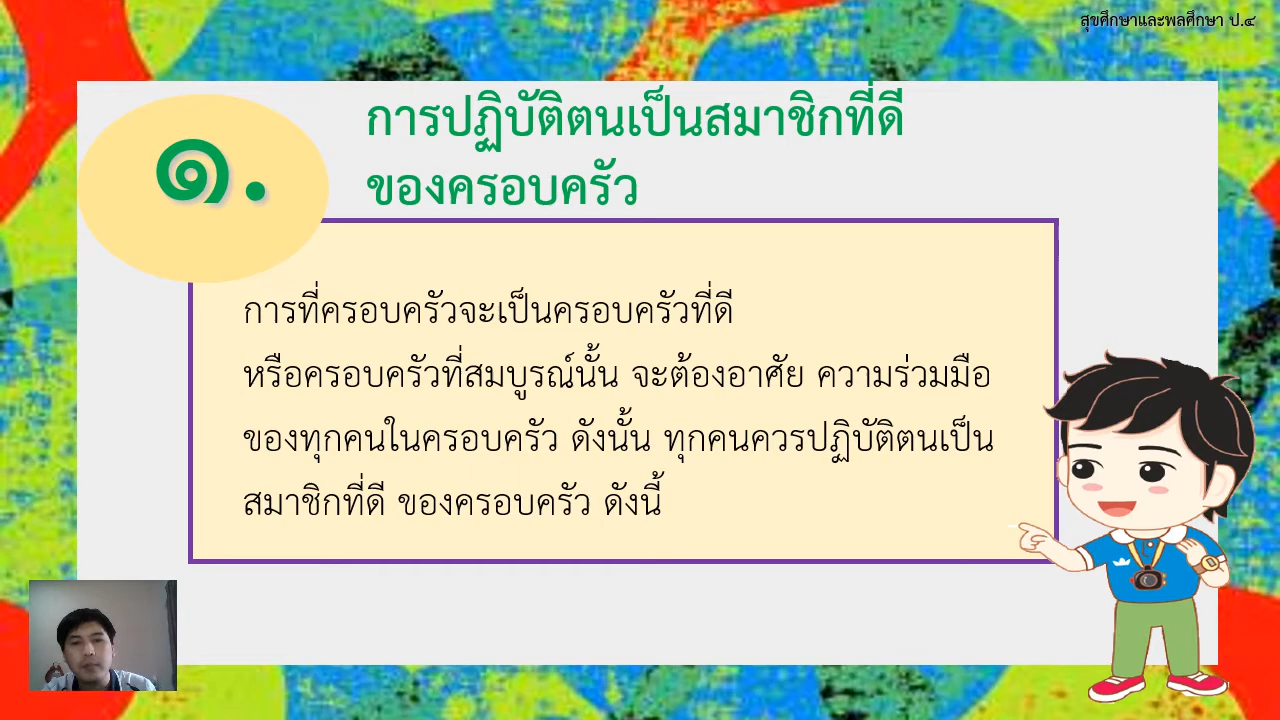 สุขศึกษาและพลศึกษา ป.๔
๑.
การปฏิบัติตนเป็นสมาชิกที่ดี
ของครอบครัว
การที่ครอบครัวจะเป็นครอบครัวที่ดี
หรือครอบครัวที่สมบูรณ์นั้น จะต้องอาศัย ความร่วมมือ
ของทุกคนในครอบครัว ดังนั้น ทุกคนควรปฏิบัติตนเป็น
สมาชิกที่ดี ของครอบครัว ดังนี้